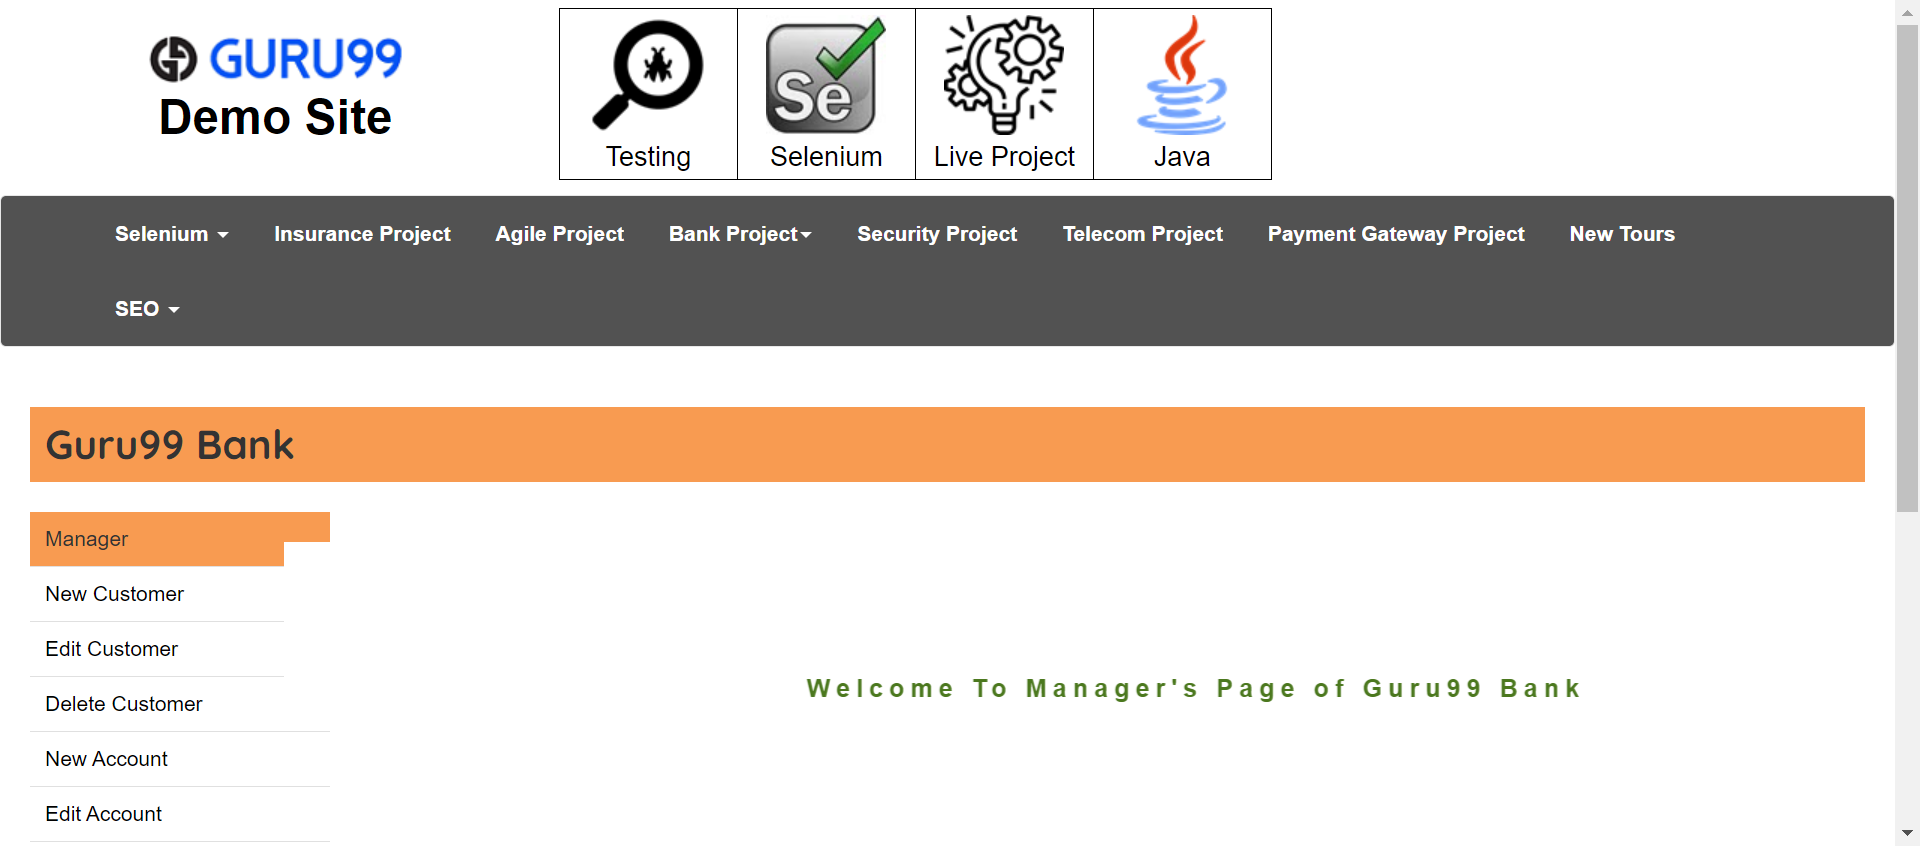 GURU99
Demo Site
Se
Testing
Selenium
Live Project
Java
Selenium
Insurance Project
Agile Project
Bank Project
Security Project
Telecom Project
Payment Gateway Project
New Tours
SEO
Guru99 Bank
Manager
New Customer
Edit Customer
Delete Customer
New Account
Edit Account
Welcome To Manager's Page of Guru99 Bank